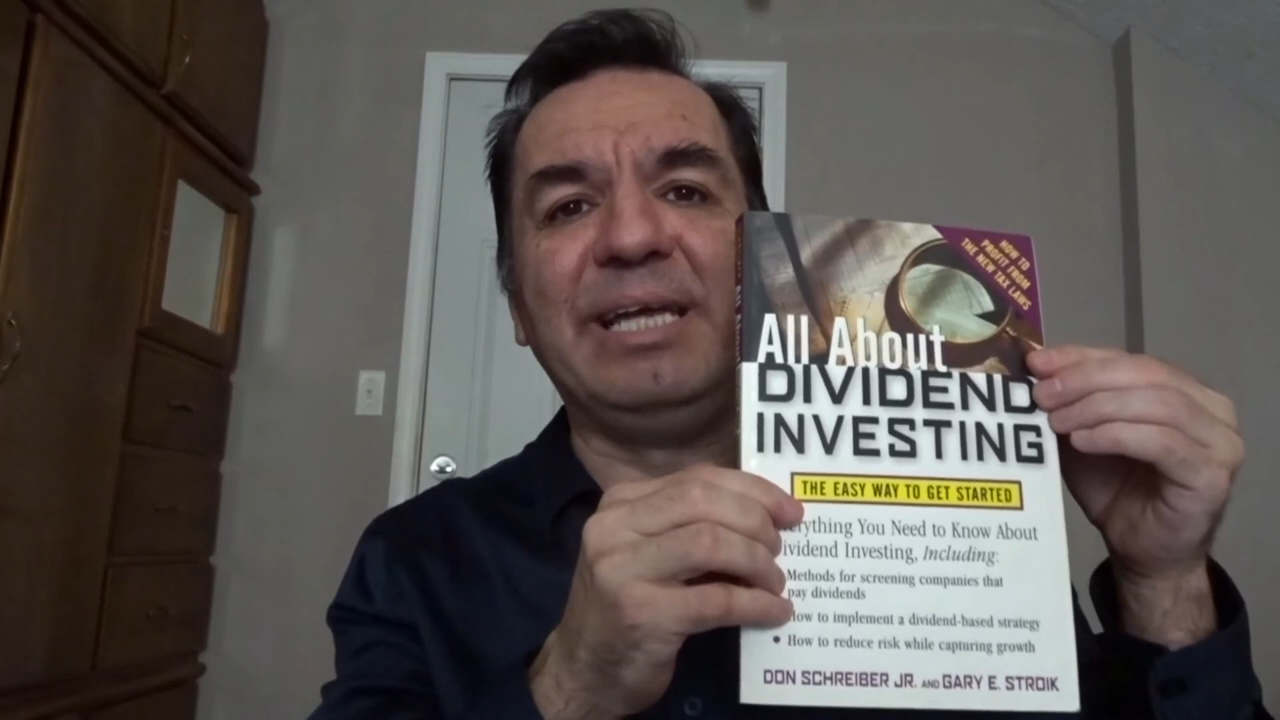 HOW TO
PROFIT FROM
THE NEW TAX LAWS
All About
DIVIDEND
INVESTING
THE EASY WAY TO GET STARTED
erything You Need to Know About
ividend Investing, Including:
Methods for screening companies that
pay dividends
How to implement a dividend-based strategy
• How to reduce risk while capturing growth
DON SCHREIBER JR. AND GARY E. STROIK